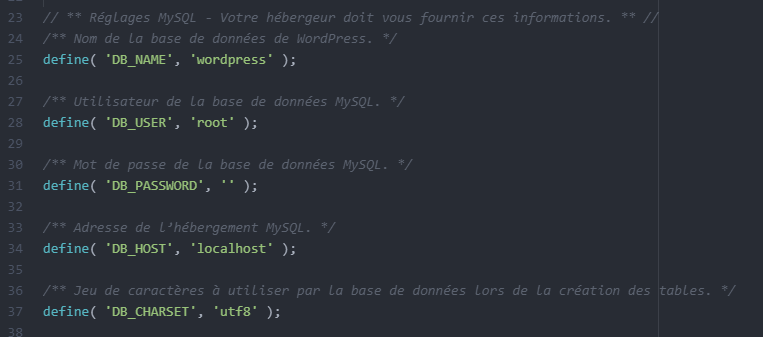 23 // ** Réglages MySQL - Votre hébergeur doit vous fournir ces informations. ** //
24 /** Nom de la base de données de WordPress. */
25 define( 'DB_NAME', 'wordpress' );
26
27 /** Utilisateur de la base de données MySQL. */
28 define( 'DB_USER', 'root' );
29
30 /** Mot de passe de la base de données MySQL. */
31 define( 'DB_PASSWORD', '' );
32
33 /** Adresse de l’hébergement MySQL. */
34 define( 'DB_HOST', 'localhost' );
35
36 /** Jeu de caractères à utiliser par la base de données lors de la création des tables. */
37 define( 'DB_CHARSET', 'utf8' );
38